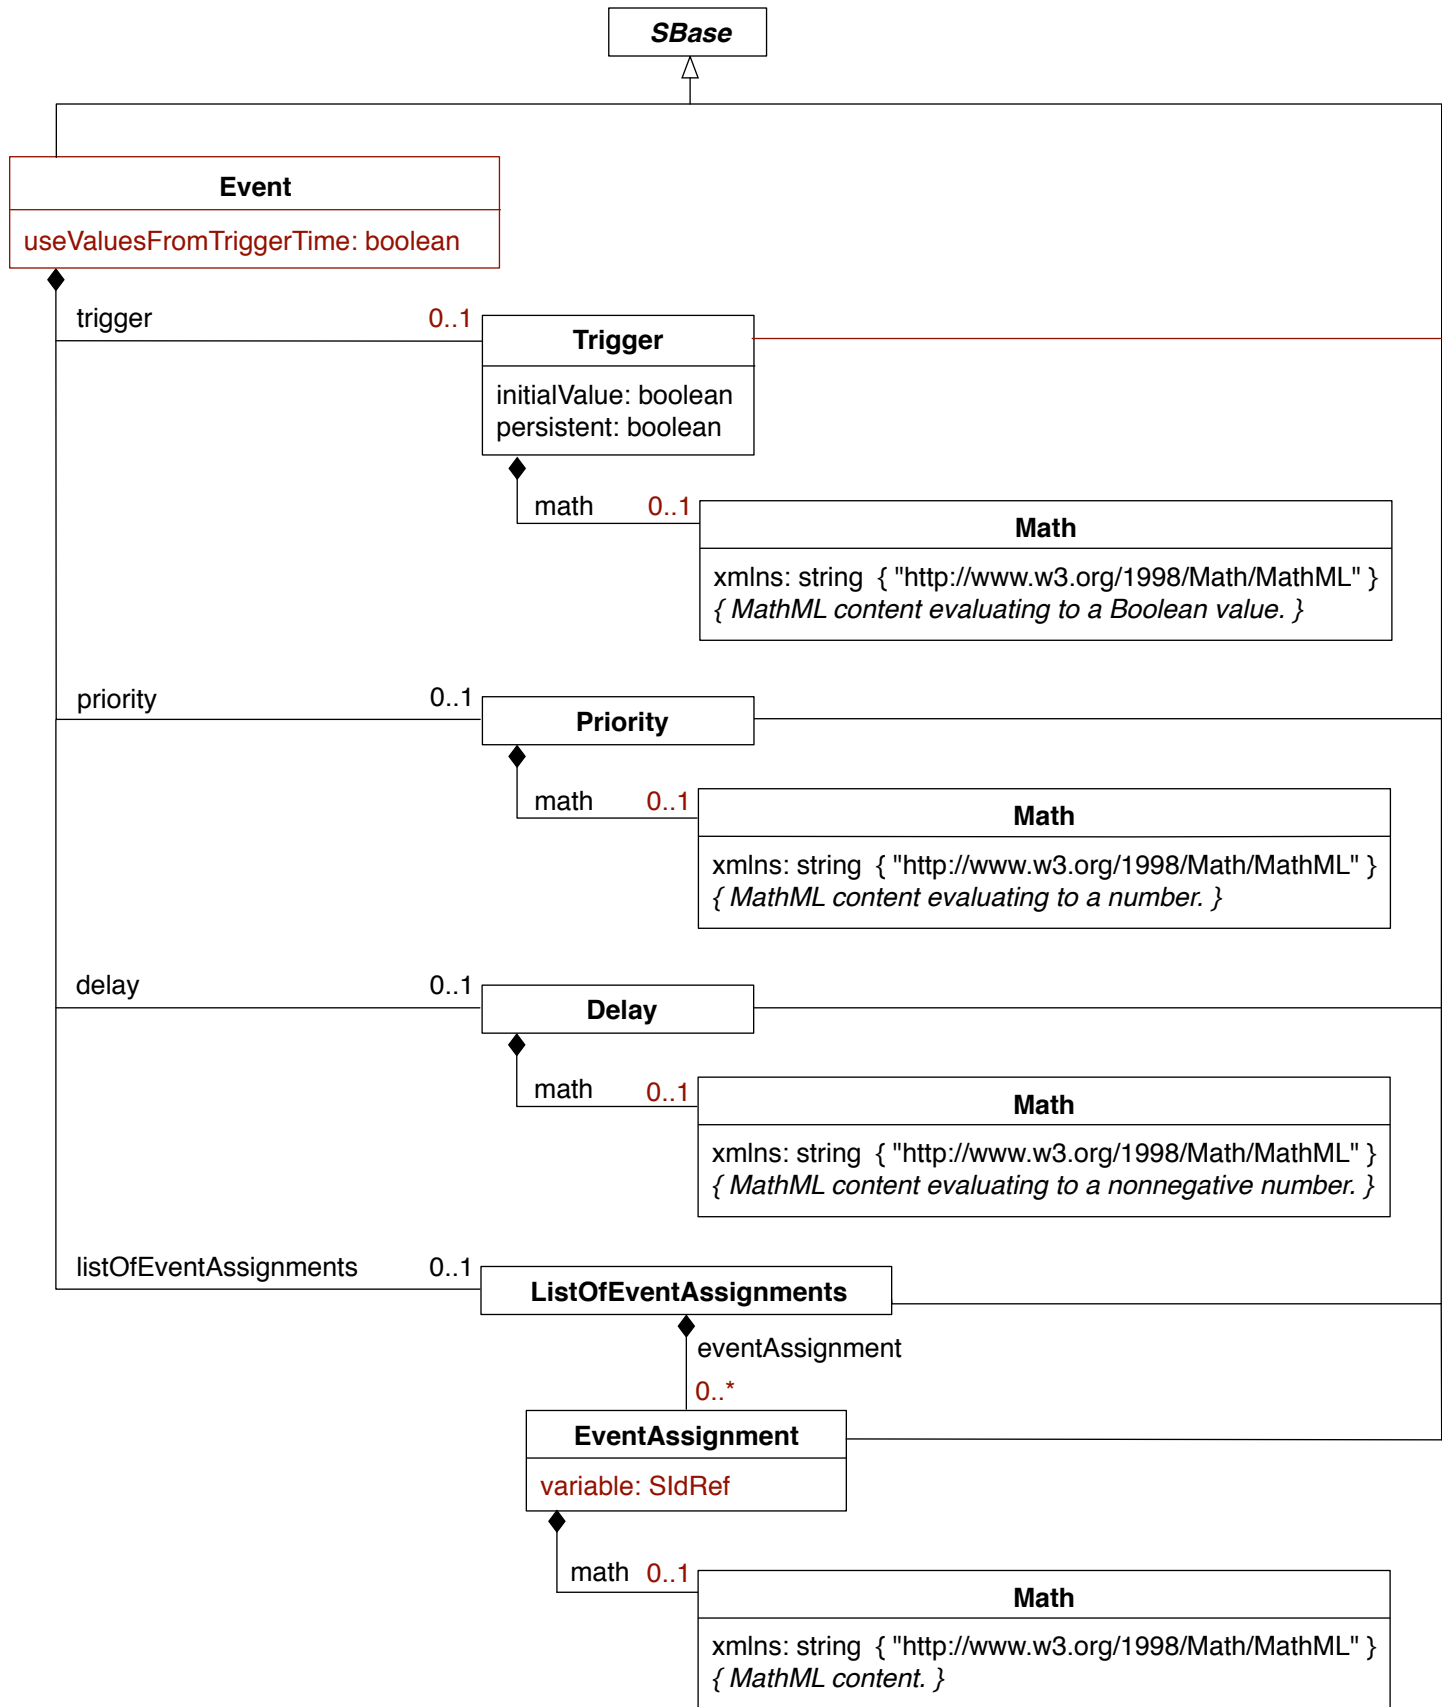 SBase
Event
useValuesFromTriggerTime: boolean
trigger 0..1
Trigger
initialValue: boolean
persistent: boolean
math 0..1
Math
xmlns: string { "http://www.w3.org/1998/Math/MathML" }
{ MathML content evaluating to a Boolean value. }
priority 0..1
Priority
math 0..1
Math
xmlns: string { "http://www.w3.org/1998/Math/MathML" }
{ MathML content evaluating to a number. }
delay 0..1
Delay
math 0..1
Math
xmlns: string { "http://www.w3.org/1998/Math/MathML" }
{ MathML content evaluating to a nonnegative number. }
listOfEventAssignments 0..1
ListOfEventAssignments
eventAssignment
0..*
EventAssignment
variable: SIdRef
math 0..1
Math
xmlns: string { "http://www.w3.org/1998/Math/MathML" }
{ MathML content. }